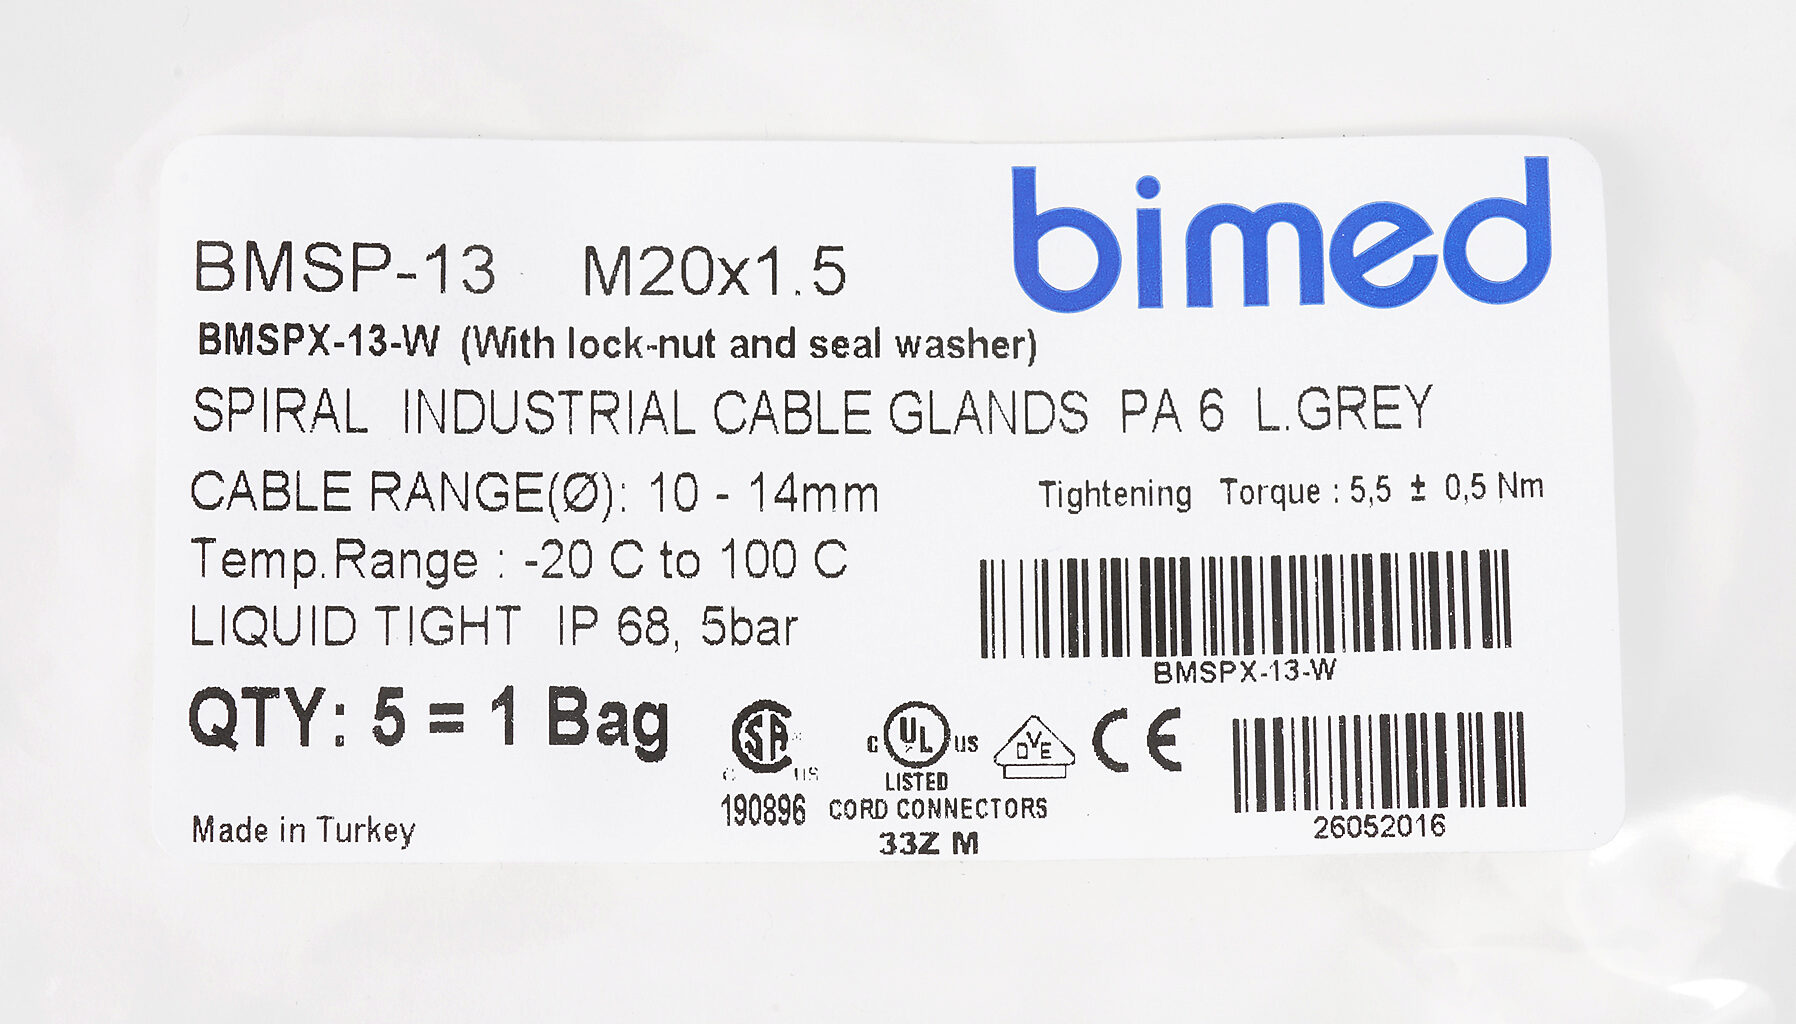 bimed
BMSP-13 M20x1.5
BMSPX-13-W (With lock-nut and seal washer)
SPIRAL INDUSTRIAL CABLE GLANDS PA 6 L.GREY
CABLE RANGE(Ø): 10 - 14mm
Tightening Torque : 5,5 ± 0,5 Nm
Temp.Range : -20 C to 100 C
LIQUID TIGHT IP 68, 5bar
BMSPX-13-W
QTY: 5 = 1 Bag
SA
C US
190896
C UL US
LISTED
CORD CONNECTORS
33Z M
DVE
CE
26052016
Made in Turkey